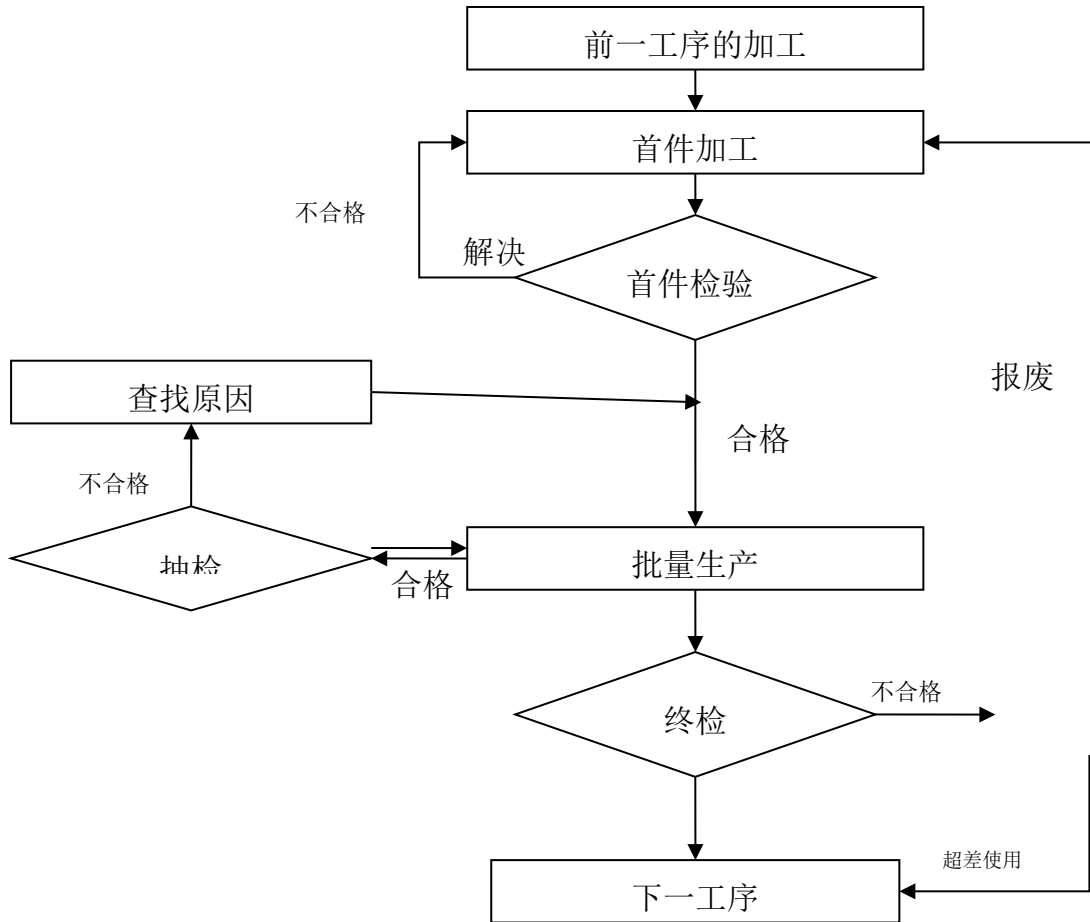 前一工序的加工
首件加工
不合格
解决
首件检验
报废
查找原因
合格
不合格
抽检
合格
批量生产
不合格
终检
超差使用
下一工序